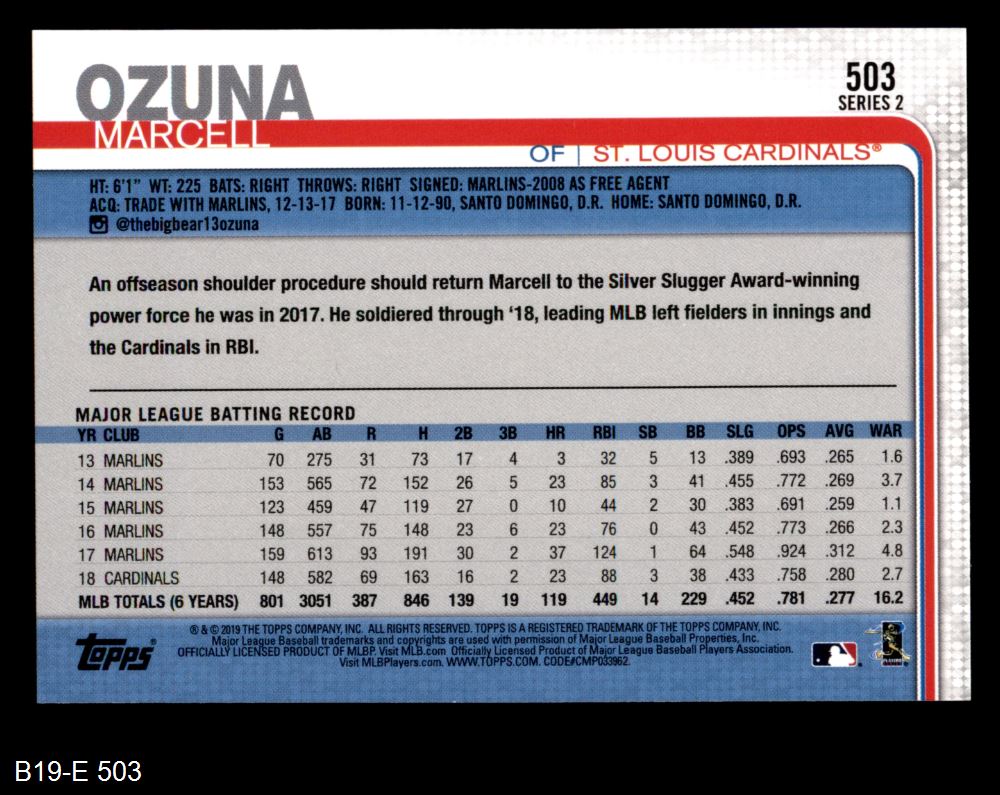 OZUNA
MARCELL
503
SERIES 2
OF | ST. LOUIS CARDINALS®
HT: 6'1" WT: 225 BATS: RIGHT THROWS: RIGHT SIGNED: MARLINS-2008 AS FREE AGENT
ACQ: TRADE WITH MARLINS, 12-13-17 BORN: 11-12-90, SANTO DOMINGO, D.R. HOME: SANTO DOMINGO, D.R.
@thebigbear13ozuna
An offseason shoulder procedure should return Marcell to the Silver Slugger Award-winning
power force he was in 2017. He soldiered through ‘18, leading MLB left fielders in innings and
the Cardinals in RBI.
MAJOR LEAGUE BATTING RECORD
YR CLUB G AB R H 2B 3B HR RBI SB BB SLG OPS AVG WAR
13 MARLINS 70 275 31 73 17 4 3 32 5 13 .389 .693 .265 1.6
14 MARLINS 153 565 72 152 26 5 23 85 3 41 .455 .772 .269 3.7
15 MARLINS 123 459 47 119 27 0 10 44 2 30 .383 .691 .259 1.1
16 MARLINS 148 557 75 148 23 6 23 76 0 43 .452 .773 .266 2.3
17 MARLINS 159 613 93 191 30 2 37 124 1 64 .548 .924 .312 4.8
18 CARDINALS 148 582 69 163 16 2 23 88 3 38 .433 .758 .280 2.7
MLB TOTALS (6 YEARS) 801 3051 387 846 139 19 119 449 14 229 .452 .781 .277 16.2
Topps®
® & © 2019 THE TOPPS COMPANY, INC. ALL RIGHTS RESERVED. TOPPS IS A REGISTERED TRADEMARK OF THE TOPPS COMPANY, INC.
Major League Baseball trademarks and copyrights are used with permission of Major League Baseball Properties, Inc.
OFFICIALLY LICENSED PRODUCT OF MLBP. Visit MLB.com Officially Licensed Product of Major League Baseball Players Association.
Visit MLBPlayers.com. WWW.TOPPS.COM. CODE#CMP033962.
PLAYERS
B19-E 503